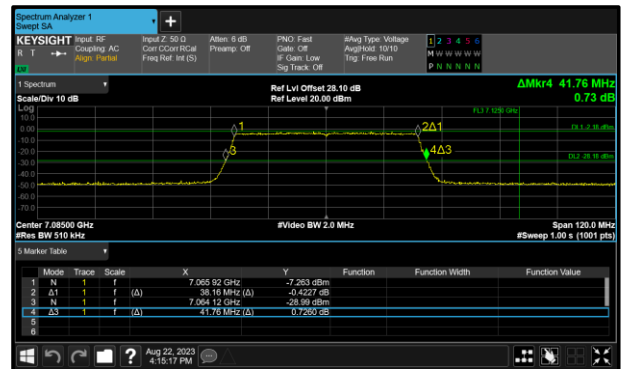 Spectrum Analyzer 1
Swept SA
+
KEYSIGHT Input: RF Input Z: 50 Ω Atten: 6 dB PNO: Fast #Avg Type: Voltage 1 2 3 4 5 6
R T Coupling: AC Corr CCorr RCal Preamp: Off Gate: Off Avg|Hold: 10/10 M W W W W W
Align: Partial Freq Ref: Int (S) IF Gain: Low Trig: Free Run
Sig Track: Off P N N N N N
1 Spectrum Ref Lvl Offset 28.10 dB ΔMkr4 41.76 MHz
Scale/Div 10 dB Ref Level 20.00 dBm 0.73 dB
Log
10.0
0.00
-10.0
-20.0
-30.0
-40.0
-50.0
-60.0
-70.0
FL3 7.1250 GHz
1
2Δ1
3
4Δ3
Center 7.08500 GHz #Video BW 2.0 MHz Span 120.0 MHz
#Res BW 510 kHz #Sweep 1.00 s (1001 pts)
5 Marker Table
Mode Trace Scale X Y Function Function Width Function Value
1 N 1 f 7.065 92 GHz -7.263 dBm
2 Δ1 1 f (Δ) 38.16 MHz (Δ) -0.4227 dB
3 N 1 f 7.064 12 GHz -28.99 dBm
4 Δ3 1 f (Δ) 41.76 MHz (Δ) 0.7260 dB
5
6
? Aug 22, 2023
4:15:17 PM